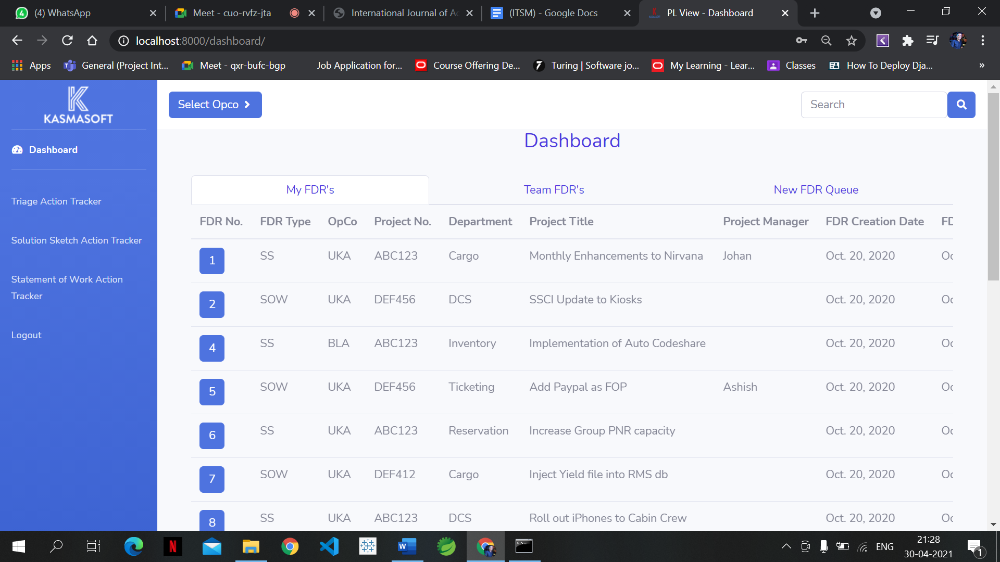 (4) WhatsApp
Meet - cuo-rvfz-jta
International Journal of Ac
(ITSM) - Google Docs
PL View - Dashboard
localhost:8000/dashboard/
Apps
General (Project Int...
Meet - qxr-bufc-bgp
Job Application for...
Course Offering De...
Turing | Software jo...
My Learning - Lear...
Classes
How To Deploy Dja...
»
K
KASMASOFT
Select Opco
Search
Dashboard
Triage Action Tracker
Solution Sketch Action Tracker
Statement of Work Action
Tracker
Logout
Dashboard
My FDR's Team FDR's New FDR Queue
FDR No. FDR Type OpCo Project No. Department Project Title Project Manager FDR Creation Date FD
1 SS UKA ABC123 Cargo Monthly Enhancements to Nirvana Johan Oct. 20, 2020 Oc
2 SOW UKA DEF456 DCS SSCI Update to Kiosks Oct. 20, 2020 Oc
4 SS BLA ABC123 Inventory Implementation of Auto Codeshare Oct. 20, 2020 Oc
5 SOW UKA DEF456 Ticketing Add Paypal as FOP Ashish Oct. 20, 2020 Oc
6 SS UKA ABC123 Reservation Increase Group PNR capacity Oct. 20, 2020 Oc
7 SOW UKA DEF412 Cargo Inject Yield file into RMS db Oct. 20, 2020 Oc
8 SS UKA ABC123 DCS Roll out iPhones to Cabin Crew Oct. 20, 2020 Oc
ENG
21:28
30-04-2021
1